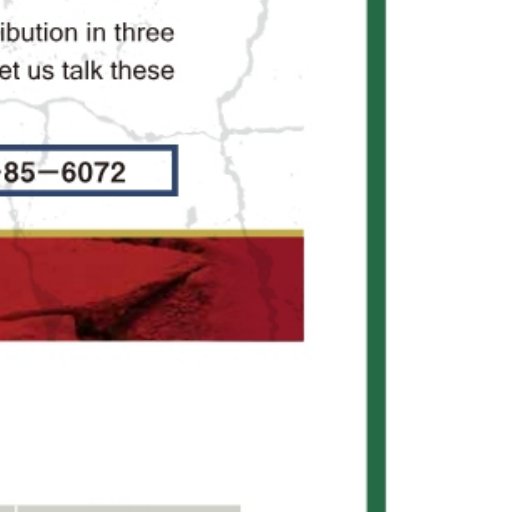 ibution in three
et us talk these
-85−6072